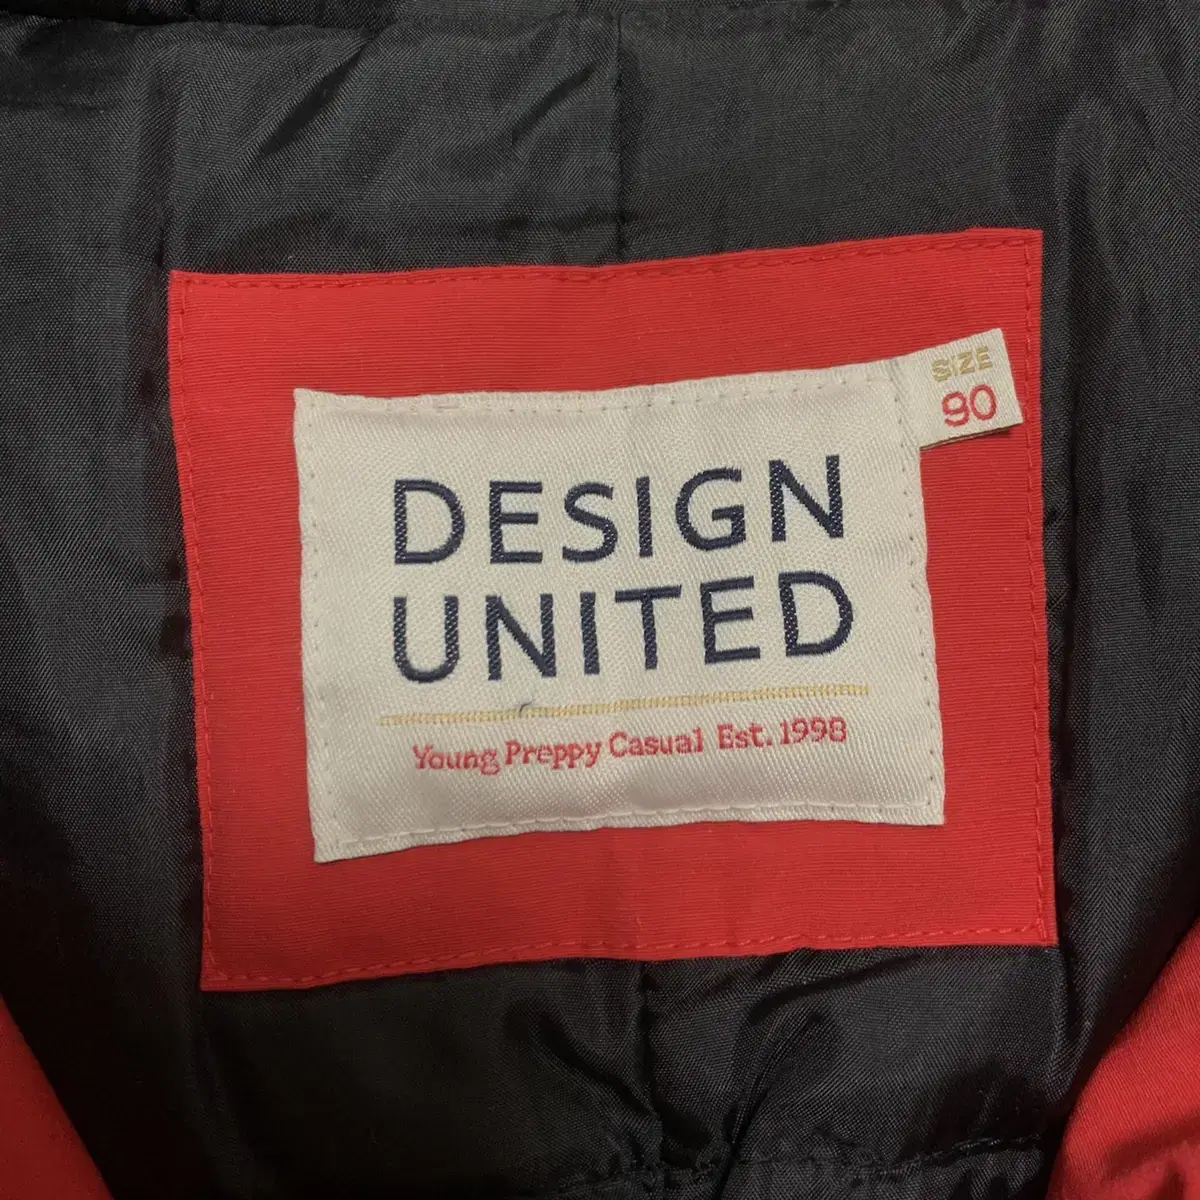 SIZE
90
DESIGN
UNITED
Young Preppy Casual Est. 1998